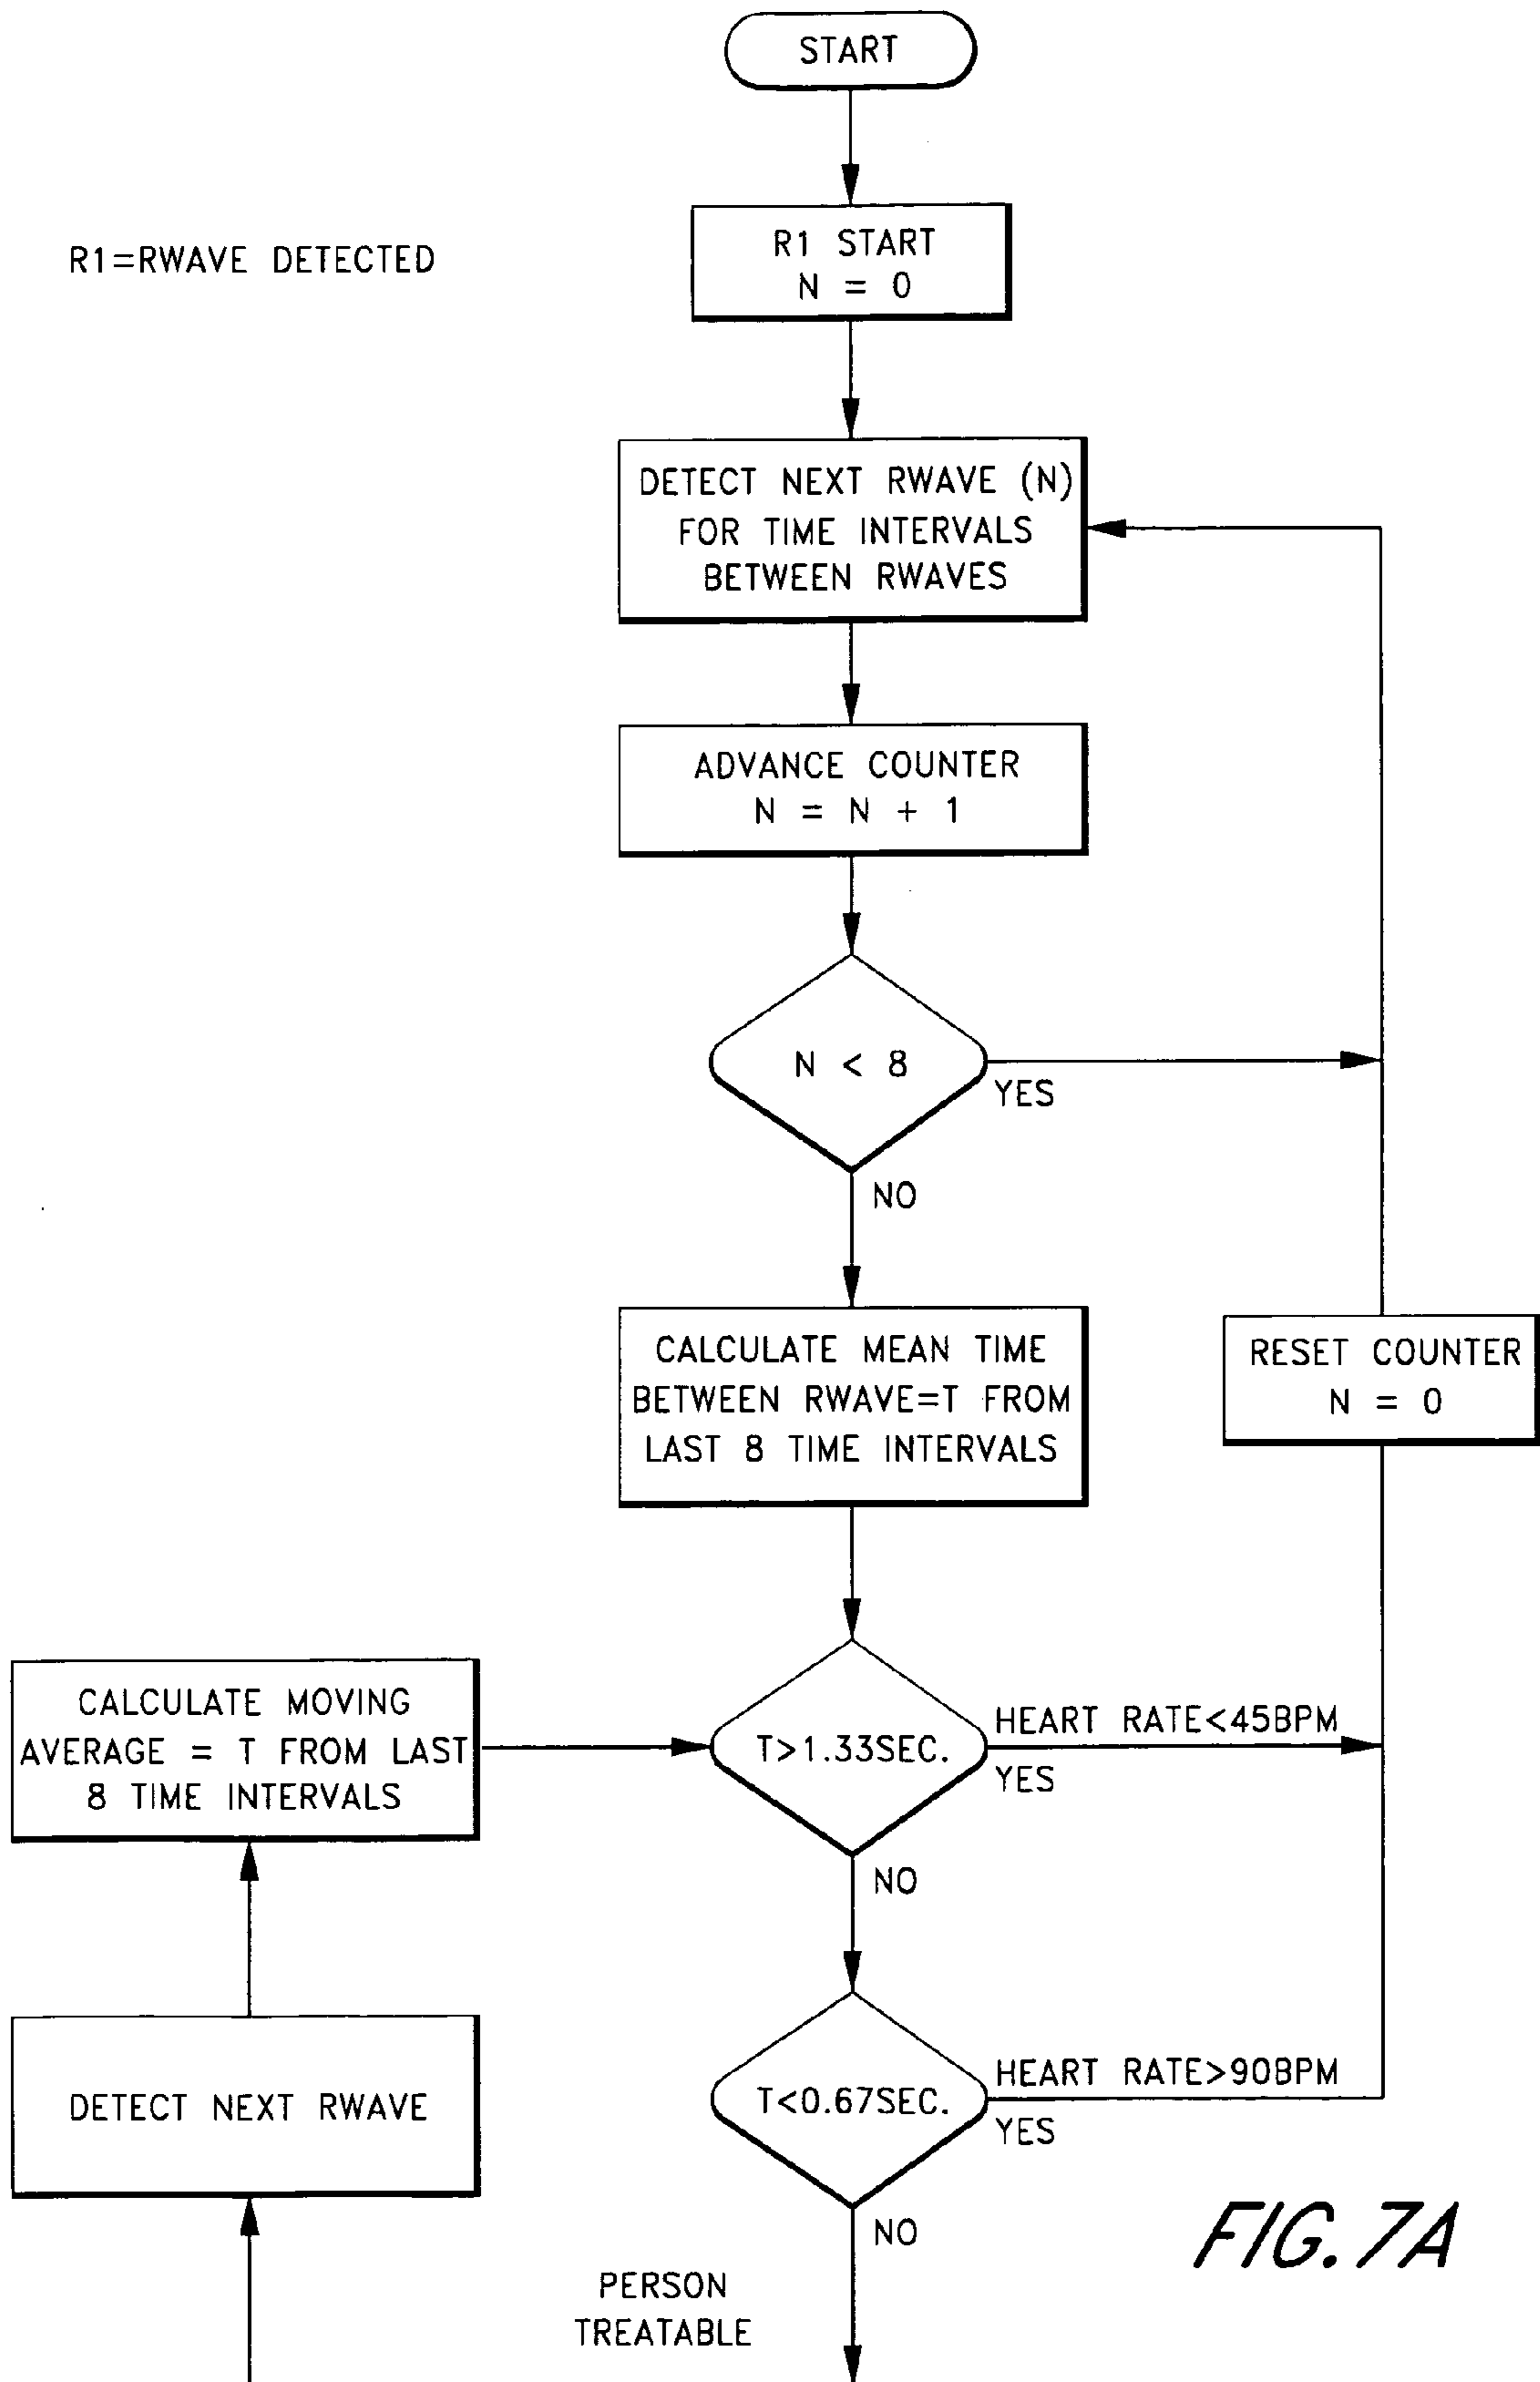 START
R1=RWAVE DETECTED
R1 START
N = 0
DETECT NEXT RWAVE (N)
FOR TIME INTERVALS
BETWEEN RWAVES
ADVANCE COUNTER
N = N + 1
N < 8
YES
NO
CALCULATE MEAN TIME
BETWEEN RWAVE=T FROM
LAST 8 TIME INTERVALS
RESET COUNTER
N = 0
CALCULATE MOVING
AVERAGE = T FROM LAST
8 TIME INTERVALS
T>1.33SEC.
HEART RATE<45BPM
YES
NO
DETECT NEXT RWAVE
T<0.67SEC.
HEART RATE>90BPM
YES
NO
PERSON
TREATABLE
FIG. 7A